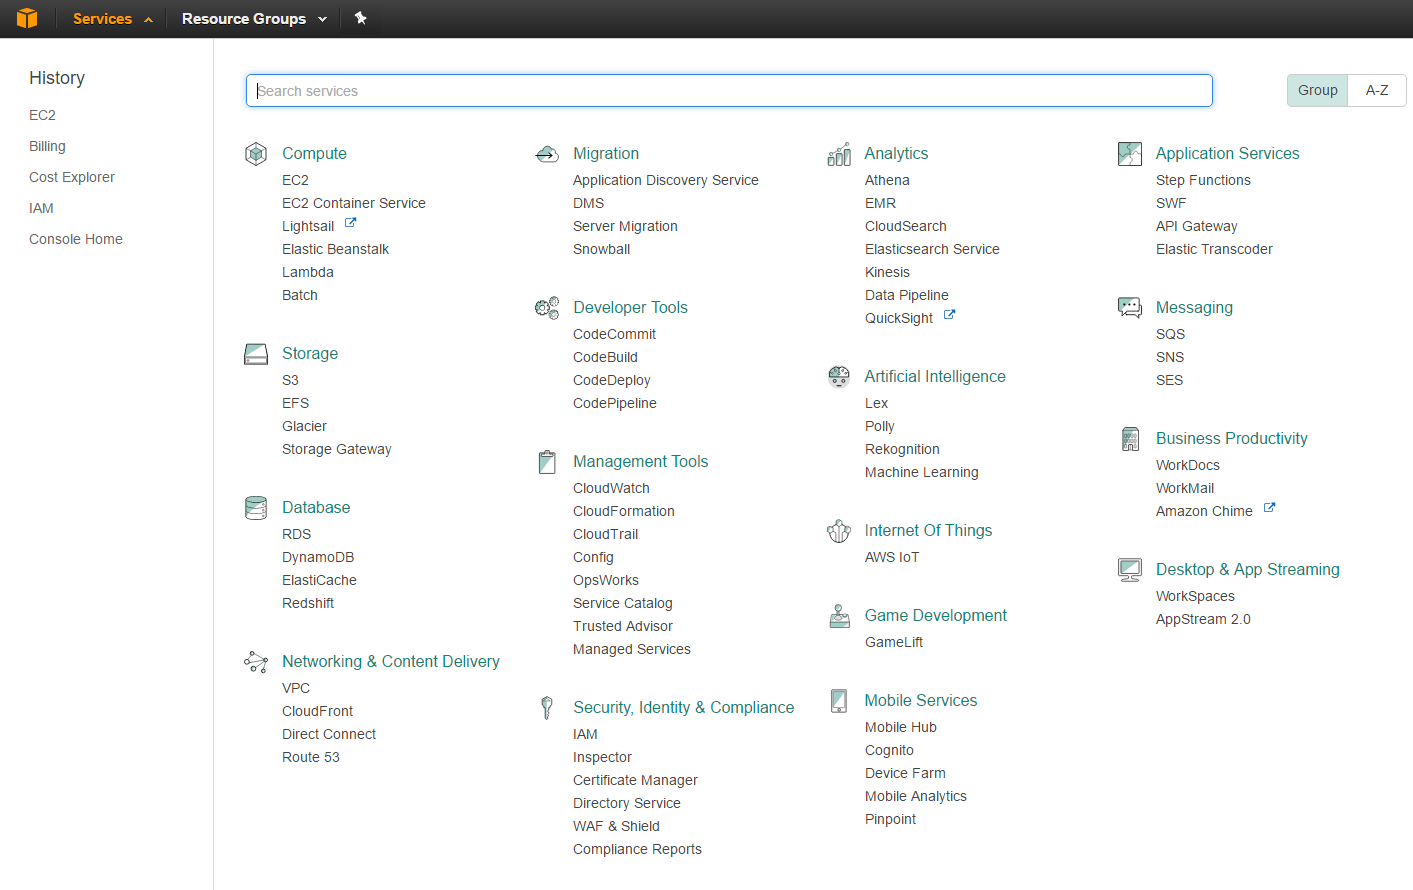 Services
Resource Groups
History
EC2
Billing
Cost Explorer
IAM
Console Home
Search services
Group
A-Z
Compute
EC2
EC2 Container Service
Lightsail
Elastic Beanstalk
Lambda
Batch
Storage
S3
EFS
Glacier
Storage Gateway
Database
RDS
DynamoDB
ElastiCache
Redshift
Networking & Content Delivery
VPC
CloudFront
Direct Connect
Route 53
Migration
Application Discovery Service
DMS
Server Migration
Snowball
Developer Tools
CodeCommit
CodeBuild
CodeDeploy
CodePipeline
Management Tools
CloudWatch
CloudFormation
CloudTrail
Config
OpsWorks
Service Catalog
Trusted Advisor
Managed Services
Security, Identity & Compliance
IAM
Inspector
Certificate Manager
Directory Service
WAF & Shield
Compliance Reports
Analytics
Athena
EMR
CloudSearch
Elasticsearch Service
Kinesis
Data Pipeline
QuickSight
Artificial Intelligence
Lex
Polly
Rekognition
Machine Learning
Internet Of Things
AWS IoT
Game Development
GameLift
Mobile Services
Mobile Hub
Cognito
Device Farm
Mobile Analytics
Pinpoint
Application Services
Step Functions
SWF
API Gateway
Elastic Transcoder
Messaging
SQS
SNS
SES
Business Productivity
WorkDocs
WorkMail
Amazon Chime
Desktop & App Streaming
WorkSpaces
AppStream 2.0